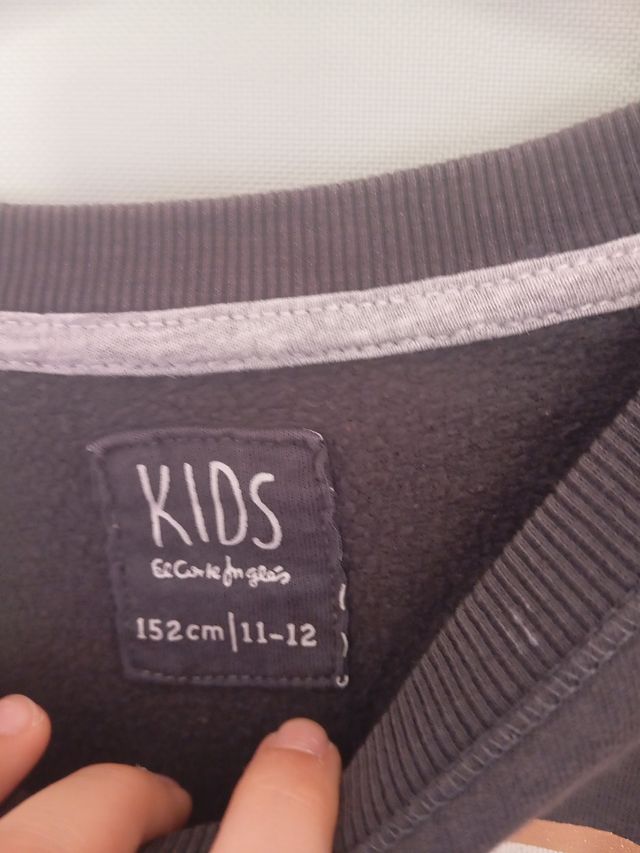 KIDS
El Corte Inglés
152cm|11-12